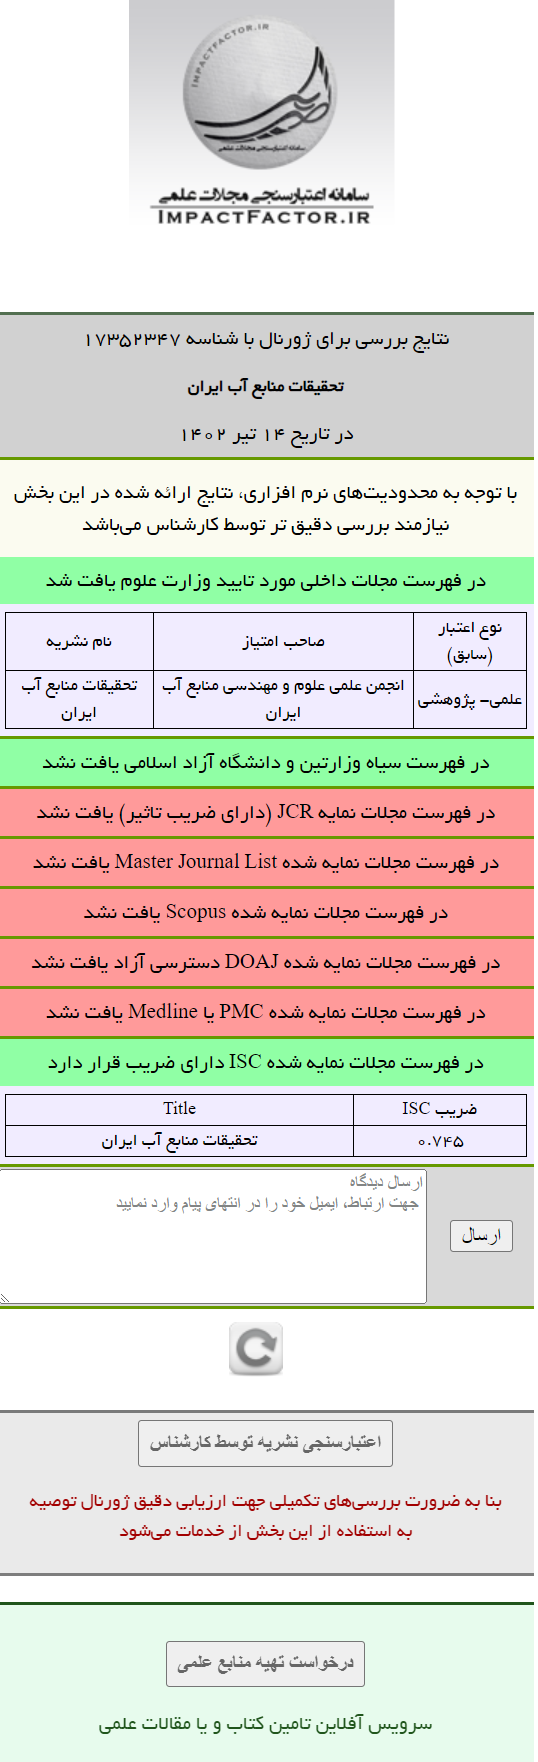 IMPACTFACTOR.IR
سامانه اعتبارسنجی مجلات علمی
سامانه اعتبارسنجی مجلات علمی
IMPACTFACTOR.IR
نتایج بررسی برای ژورنال با شناسه ۱۷۳۵۲۳۴۷
تحقیقات منابع آب ایران
در تاریخ ۱۴ تیر ۱۴۰۲
با توجه به محدودیت‌های نرم افزاری، نتایج ارائه شده در این بخش
نیازمند بررسی دقیق تر توسط کارشناس می‌باشد
در فهرست مجلات داخلی مورد تایید وزارت علوم یافت شد
نوع اعتبار (سابق) صاحب امتیاز نام نشریه
علمی- پژوهشی انجمن علمی علوم و مهندسی منابع آب ایران تحقیقات منابع آب ایران
در فهرست سیاه وزارتین و دانشگاه آزاد اسلامی یافت نشد
در فهرست مجلات نمایه JCR (دارای ضریب تاثیر) یافت نشد
در فهرست مجلات نمایه شده Master Journal List یافت نشد
در فهرست مجلات نمایه شده Scopus یافت نشد
در فهرست مجلات نمایه شده DOAJ دسترسی آزاد یافت نشد
در فهرست مجلات نمایه شده PMC یا Medline یافت نشد
در فهرست مجلات نمایه شده ISC دارای ضریب قرار دارد
ضریب ISC Title
۰.۷۴۵ تحقیقات منابع آب ایران
ارسال دیدگاه
جهت ارتباط، ایمیل خود را در انتهای پیام وارد نمایید
ارسال
اعتبارسنجی نشریه توسط کارشناس
بنا به ضرورت بررسی‌های تکمیلی جهت ارزیابی دقیق ژورنال توصیه
به استفاده از این بخش از خدمات می‌شود
درخواست تهیه منابع علمی
سرویس آفلاین تامین کتاب و یا مقالات علمی